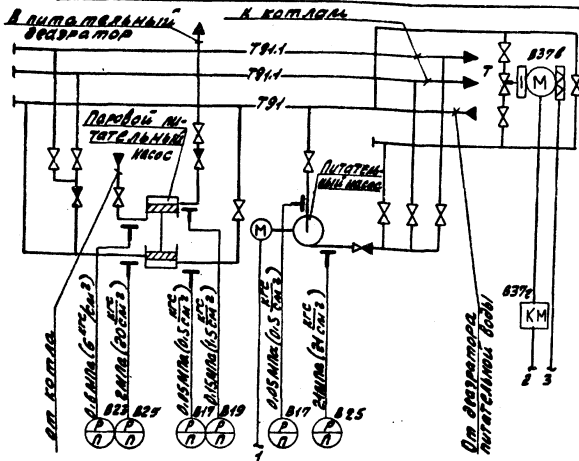 В питательный
деаэратор
К котлам
Т91.1
Т91.1
Т91
Т
В37в
М
Паровой пи-
тательный
насос
Питатель-
ный насос
М
В37г
КМ
2
3
от котла
0.6 МПа (6 кгс/см2)
2 МПа (20 см2)
0.05 МПа (0.5 кгс/см2)
0.15 МПа (1.5 кгс/см2)
0.05 МПа (0.5 кгс/см2)
2.1 МПа (21 кгс/см2)
От деаэратора
питательной воды
В23
В25
В17
В19
В17
В25
Р
П
Р
П
Р
П
Р
П
Р
П
Р
П
1